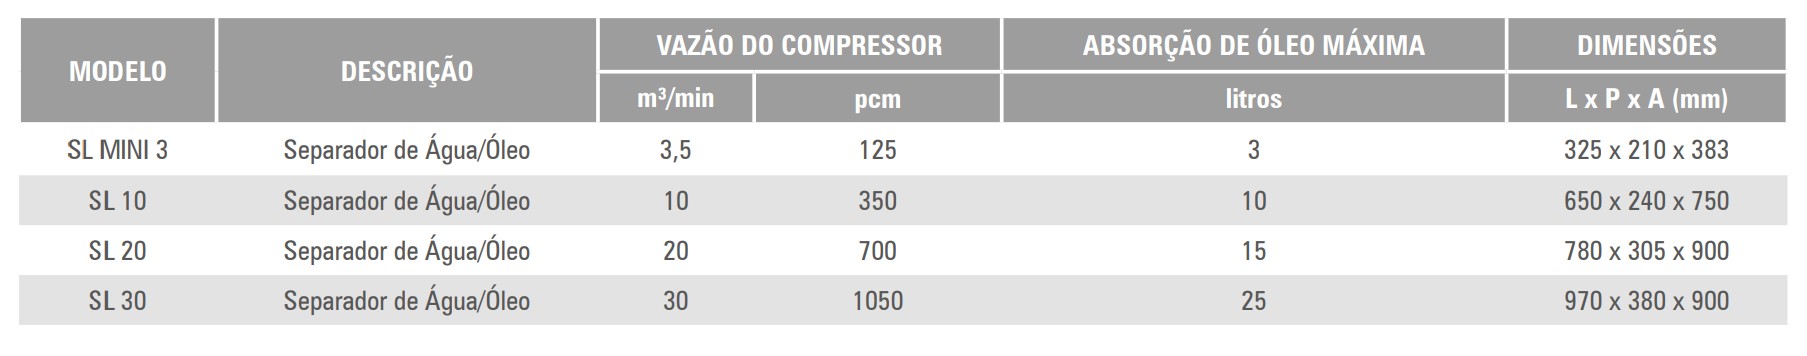 MODELO DESCRIÇÃO VAZÃO DO COMPRESSOR ABSORÇÃO DE ÓLEO MÁXIMA DIMENSÕES
m³/min pcm litros L x P x A (mm)
SL MINI 3 Separador de Água/Óleo 3,5 125 3 325 x 210 x 383
SL 10 Separador de Água/Óleo 10 350 10 650 x 240 x 750
SL 20 Separador de Água/Óleo 20 700 15 780 x 305 x 900
SL 30 Separador de Água/Óleo 30 1050 25 970 x 380 x 900